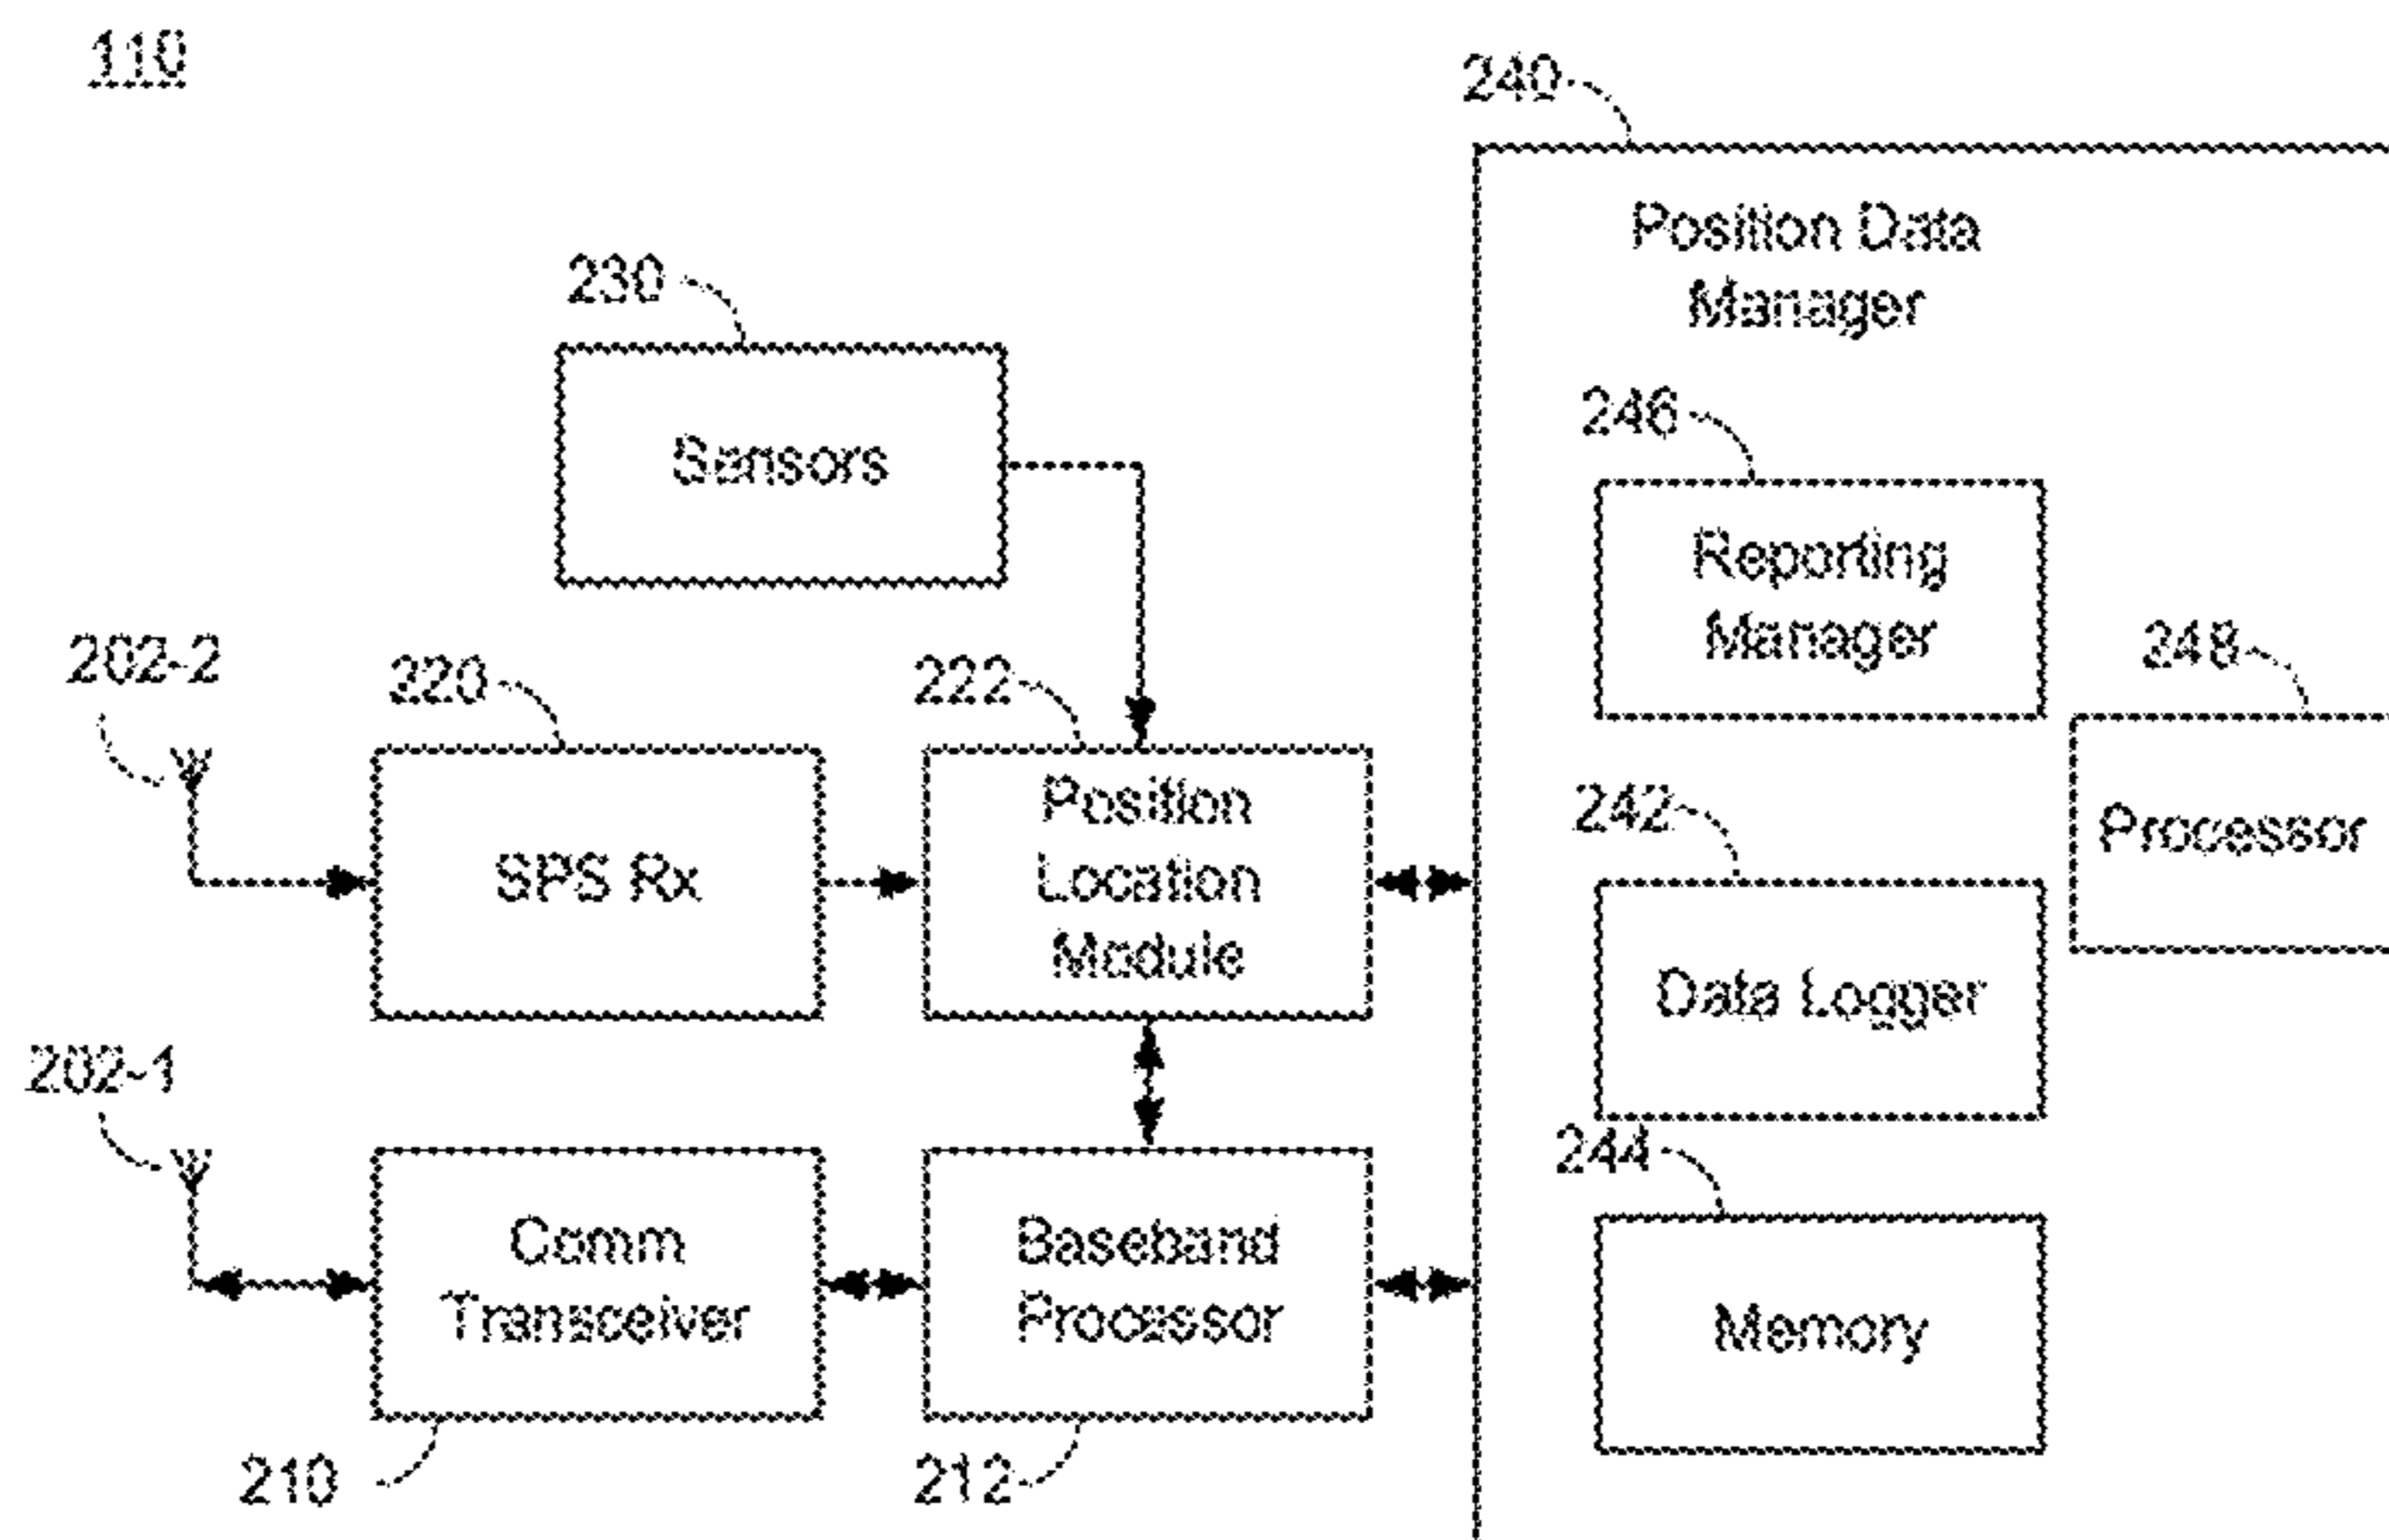 110
240
Position Data
Manager
230
Sensors
246
Reporting
Manager
202-2
220
222
248
SPS Rx
Position
Location
Module
242
Processor
Data Logger
202-1
244
Comm
Transceiver
Baseband
Processor
Memory
210
212